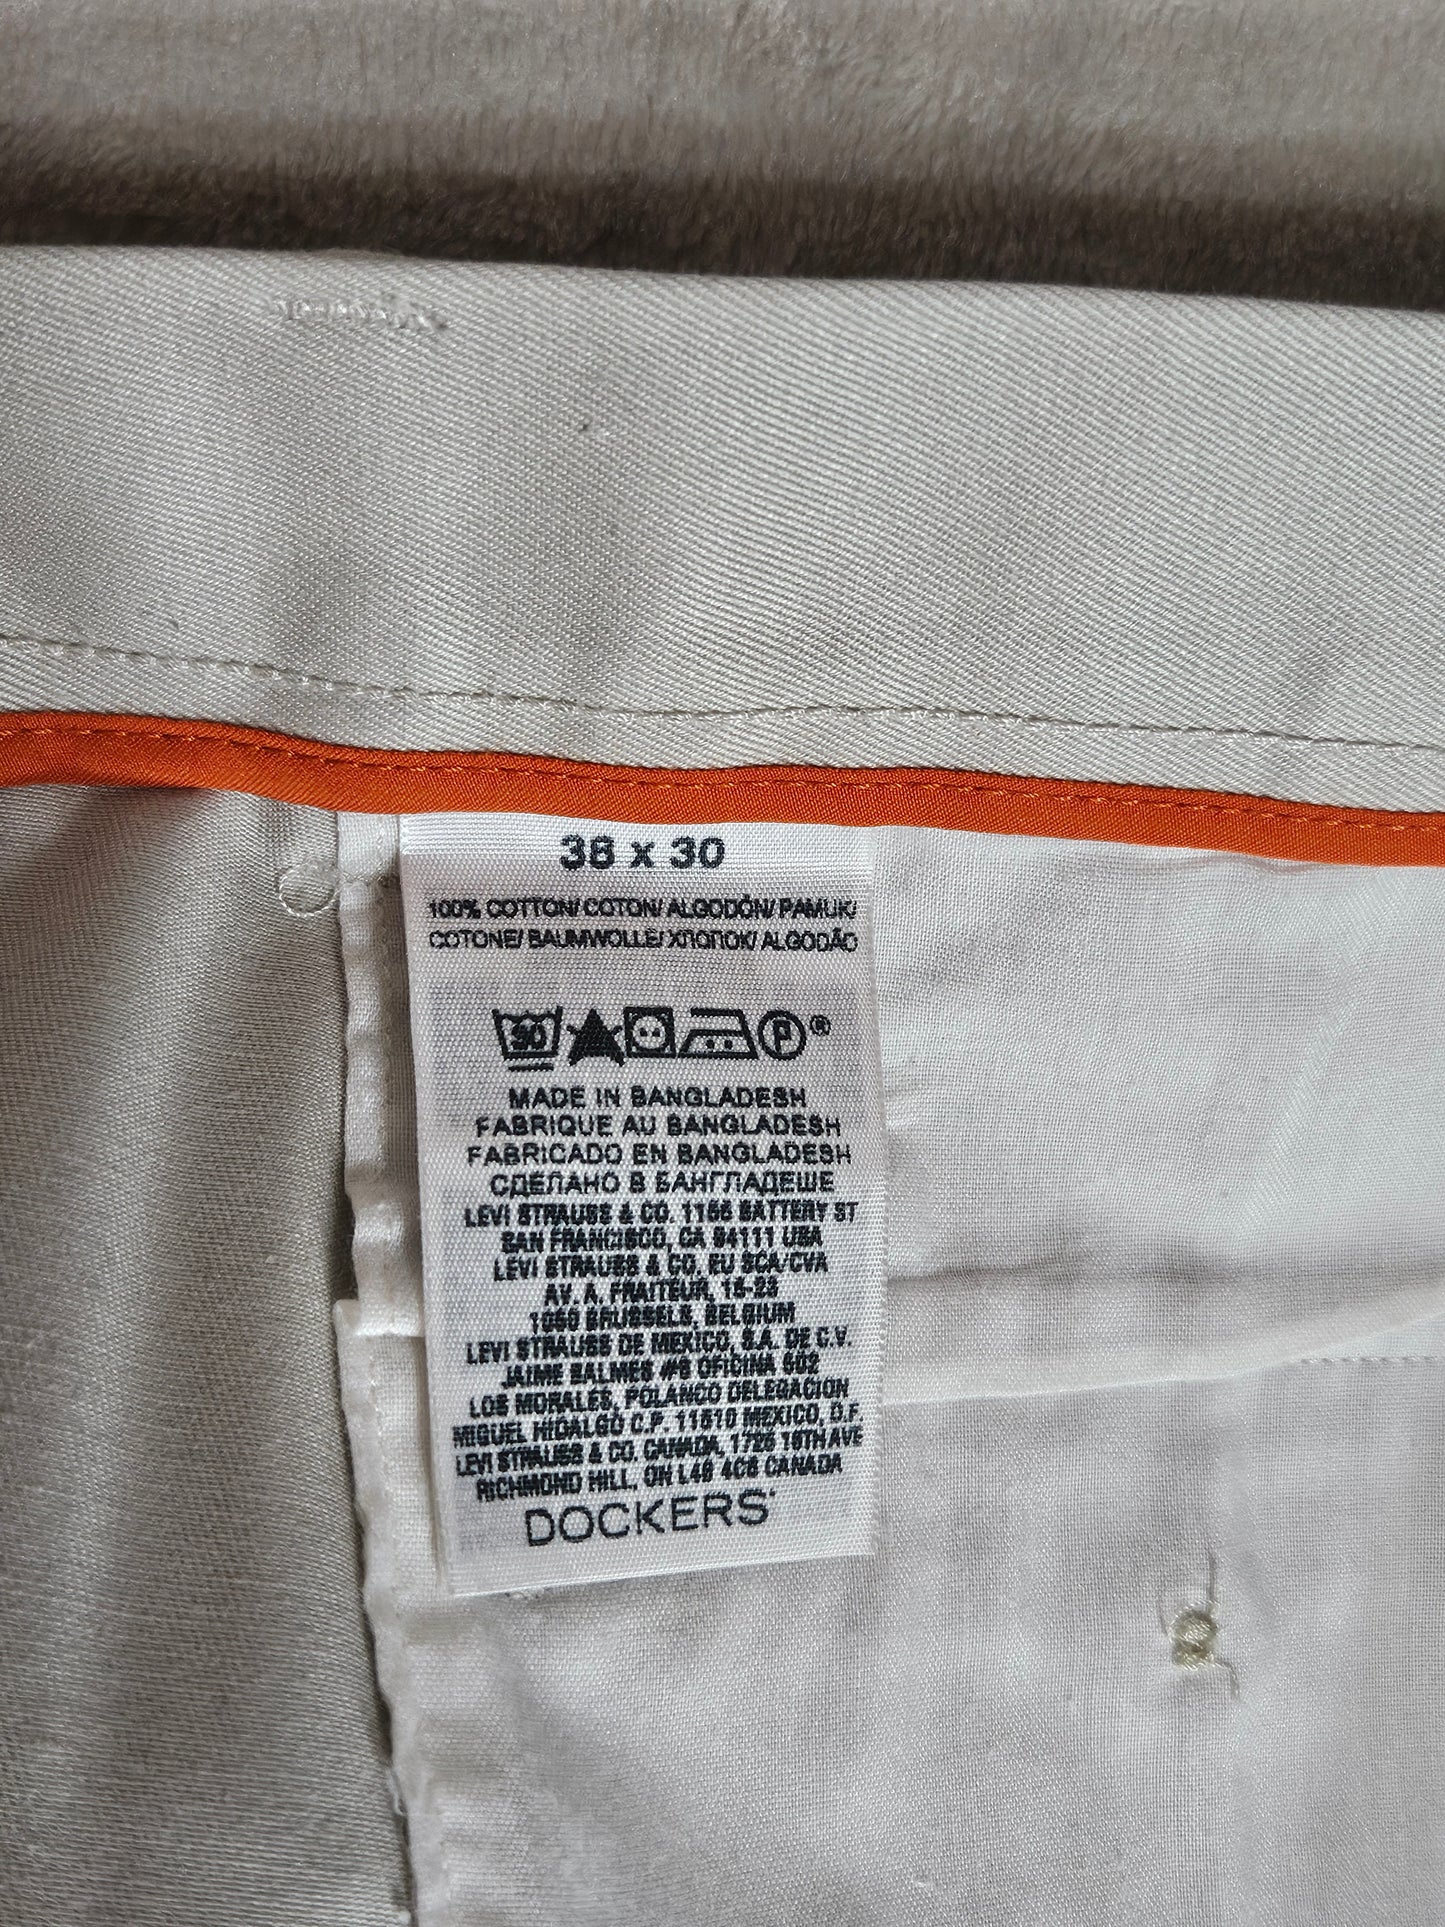 38 x 30
100% COTTON/ COTON/ ALGODÓN/ PAMUK/
COTONE/ BAUMWOLLE/ ХЛОПОК/ ALGODÃO
30 P ®
MADE IN BANGLADESH
FABRIQUE AU BANGLADESH
FABRICADO EN BANGLADESH
СДЕЛАНО В БАНГЛАДЕШЕ
LEVI STRAUSS & CO. 1155 BATTERY ST
SAN FRANCISCO, CA 94111 USA
LEVI STRAUSS & CO. EU SCA/CVA
AV. A. FRAITEUR, 15-23
1050 BRUSSELS, BELGIUM
LEVI STRAUSS DE MEXICO, S.A. DE C.V.
JAIME BALMES #8 OFICINA 602
LOS MORALES, POLANCO DELEGACION
MIGUEL HIDALGO C.P. 11510 MEXICO, D.F.
LEVI STRAUSS & CO. CANADA, 1725 16TH AVE
RICHMOND HILL, ON L4B 4C6 CANADA
DOCKERS®